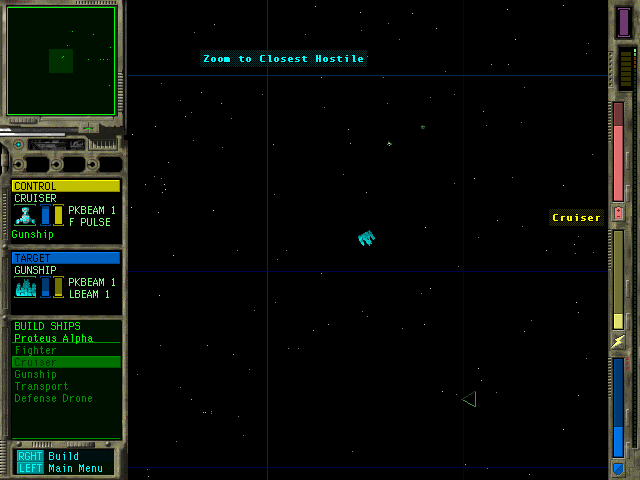 Zoom to Closest Hostile
CONTROL
CRUISER
PKBEAM 1
F PULSE
Gunship
Cruiser
TARGET
GUNSHIP
PKBEAM 1
LBEAM 1
BUILD SHIPS
Proteus Alpha
Fighter
Cruiser
Gunship
Transport
Defense Drone
RGHT Build
LEFT Main Menu